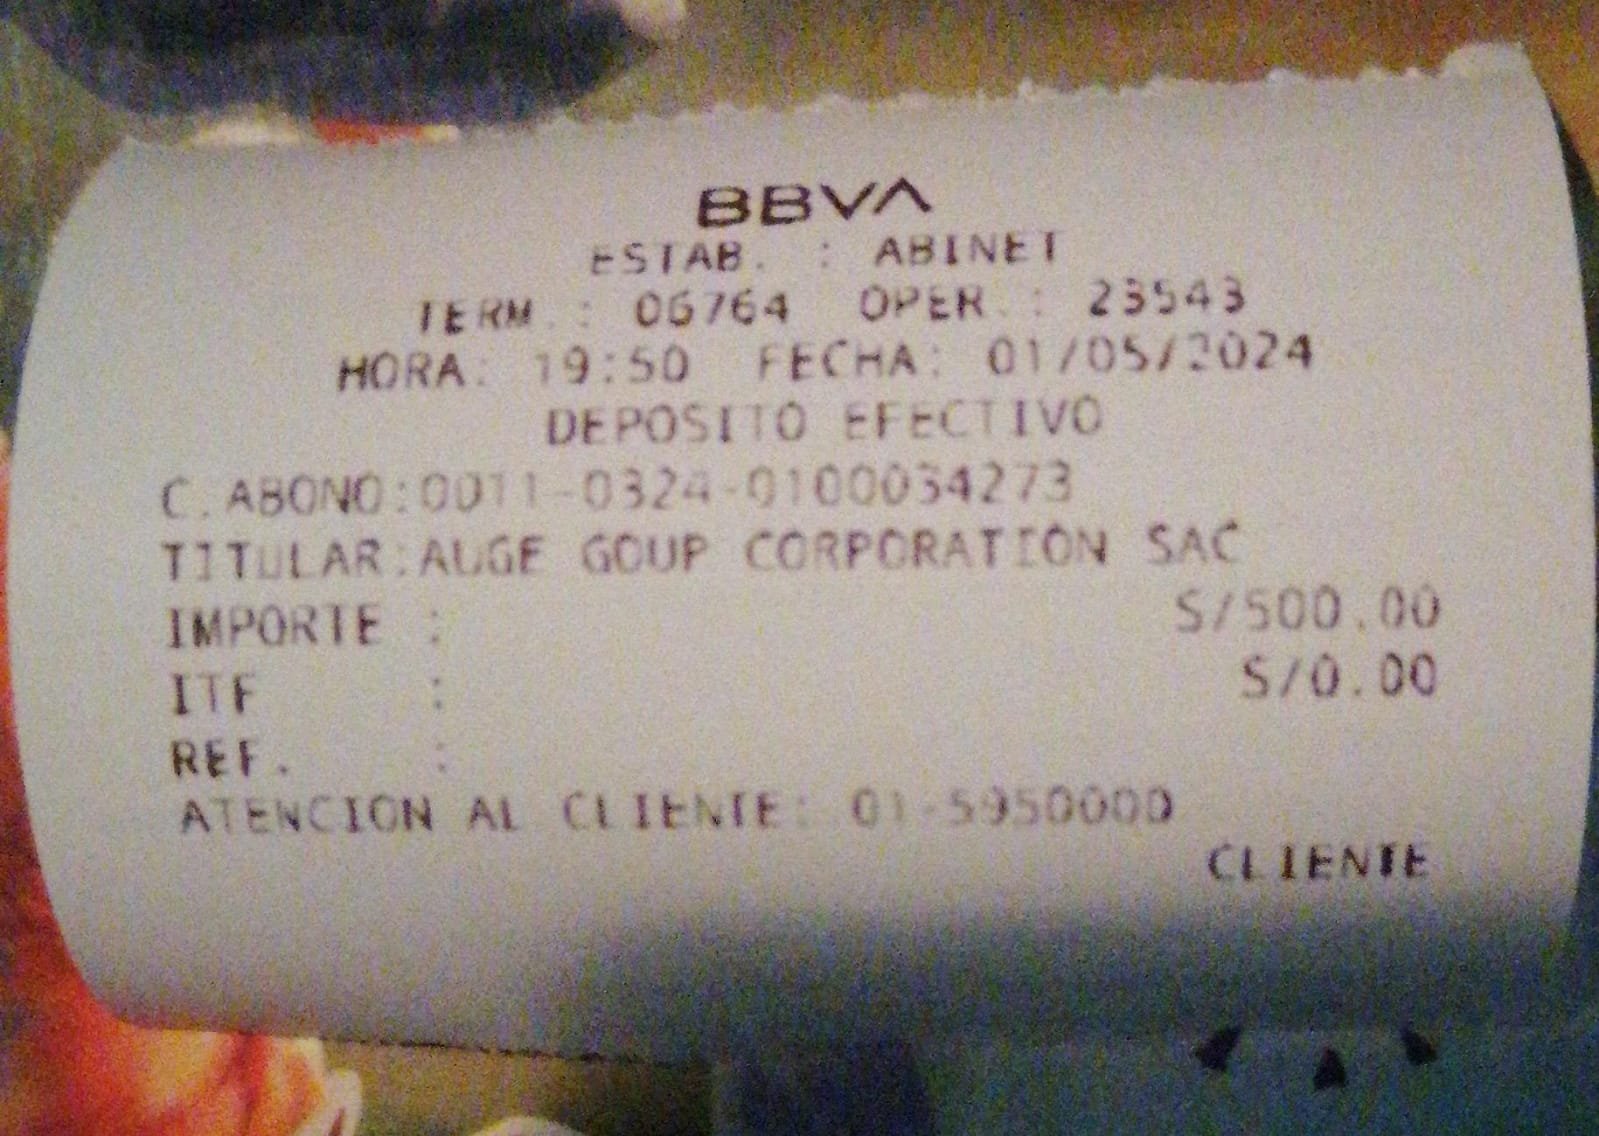 BBVA
ESTAB. : ABINET
TERM. : 06764 OPER. : 23543
HORA: 19:50 FECHA: 01/05/2024
DEPOSITO EFECTIVO
C.ABONO:0011-0324-0100034273
TITULAR:AUGE GOUP CORPORATION SAC
IMPORTE : S/500.00
ITF : S/0.00
REF. :
ATENCION AL CLIENTE: 01-5950000
CLIENTE